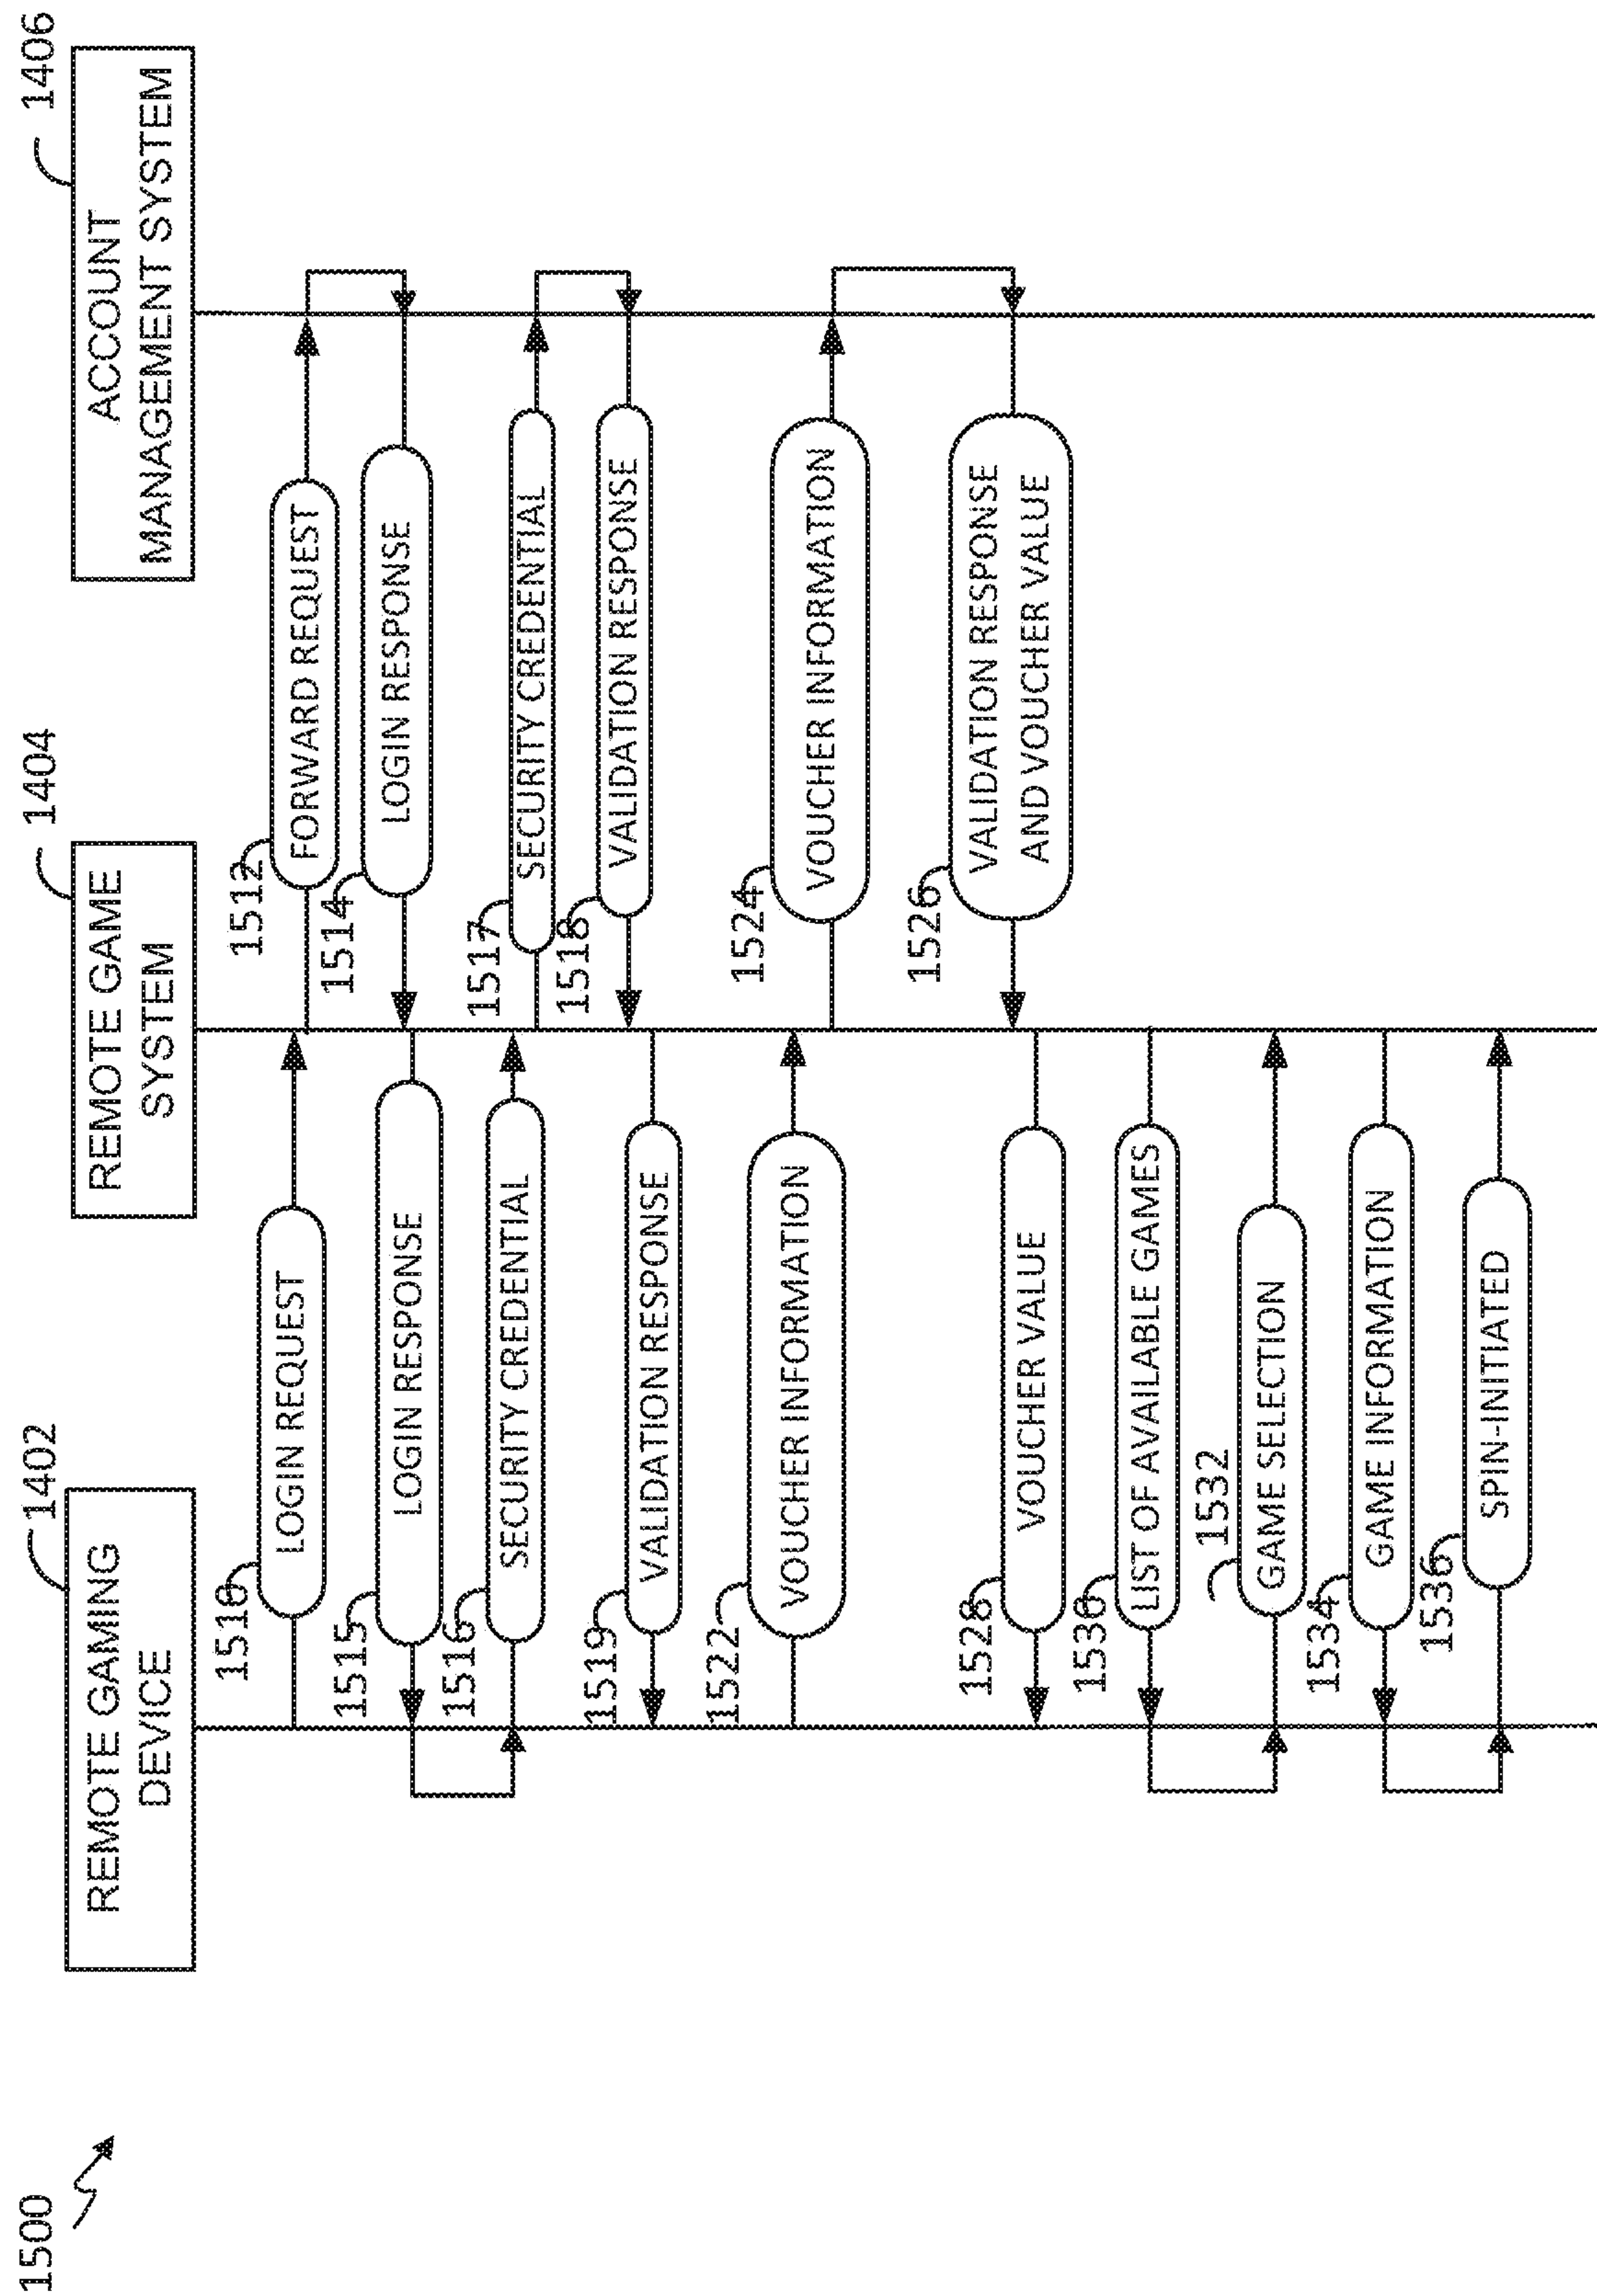 1500
1402
REMOTE GAMING
DEVICE
1404
REMOTE GAME
SYSTEM
1406
ACCOUNT
MANAGEMENT SYSTEM
1510
LOGIN REQUEST
1512
FORWARD REQUEST
1514
LOGIN RESPONSE
1515
LOGIN RESPONSE
1516
SECURITY CREDENTIAL
1517
SECURITY CREDENTIAL
1518
VALIDATION RESPONSE
1519
VALIDATION RESPONSE
1522
VOUCHER INFORMATION
1524
VOUCHER INFORMATION
1526
VALIDATION RESPONSE
AND VOUCHER VALUE
1528
VOUCHER VALUE
1530
LIST OF AVAILABLE GAMES
1532
GAME SELECTION
1534
GAME INFORMATION
1536
SPIN-INITIATED